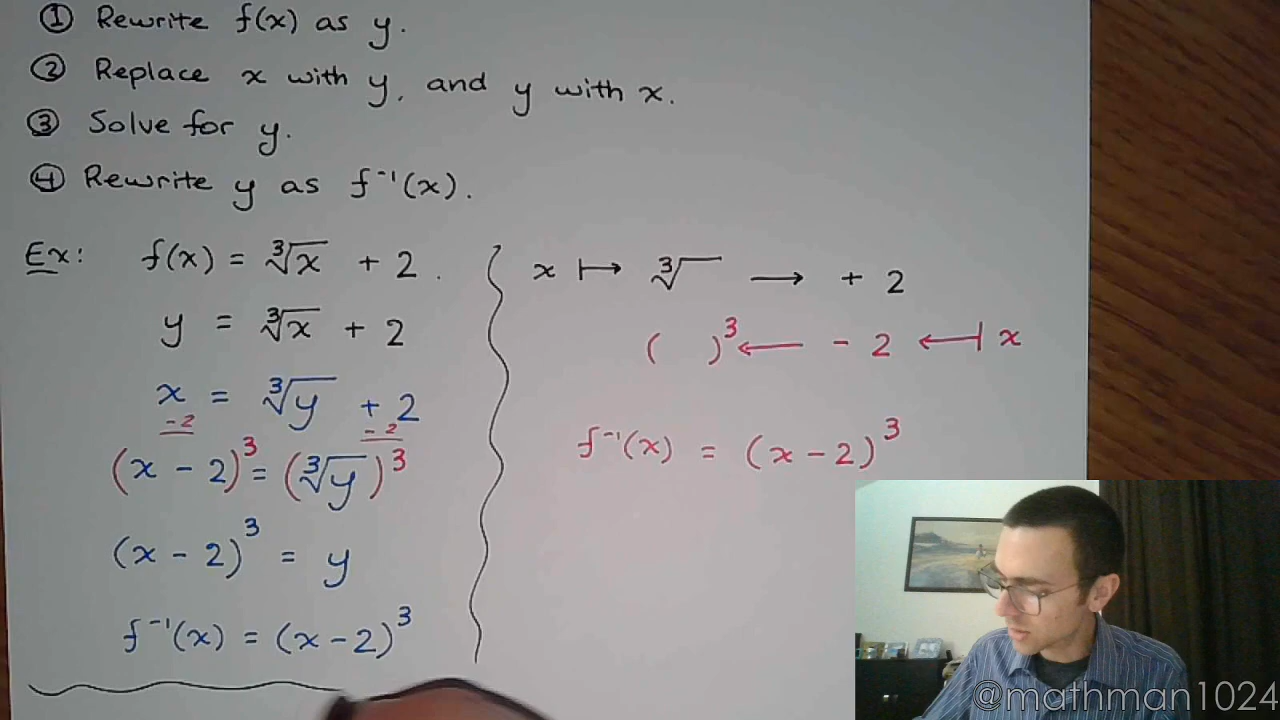 ① Rewrite f(x) as y.
② Replace x with y, and y with x.
③ Solve for y.
④ Rewrite y as f⁻¹(x).
Ex: f(x) = ∛x + 2.
y = ∛x + 2
x = ∛y + 2
-2 -2
(x - 2)³ = (∛y)³
(x - 2)³ = y
f⁻¹(x) = (x-2)³
x ↦ ∛ → + 2
( )³ ← - 2 ↤ x
f⁻¹(x) = (x-2)³
@mathman1024